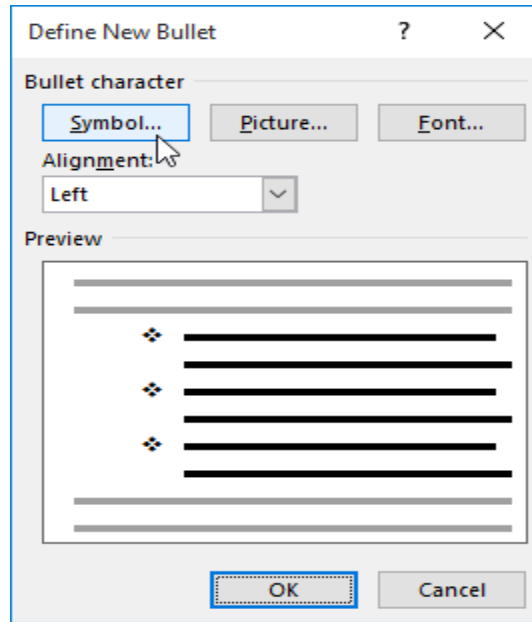 Define New Bullet ?
Bullet character
Symbol... Picture... Font...
Alignment:
Left
Preview
OK Cancel